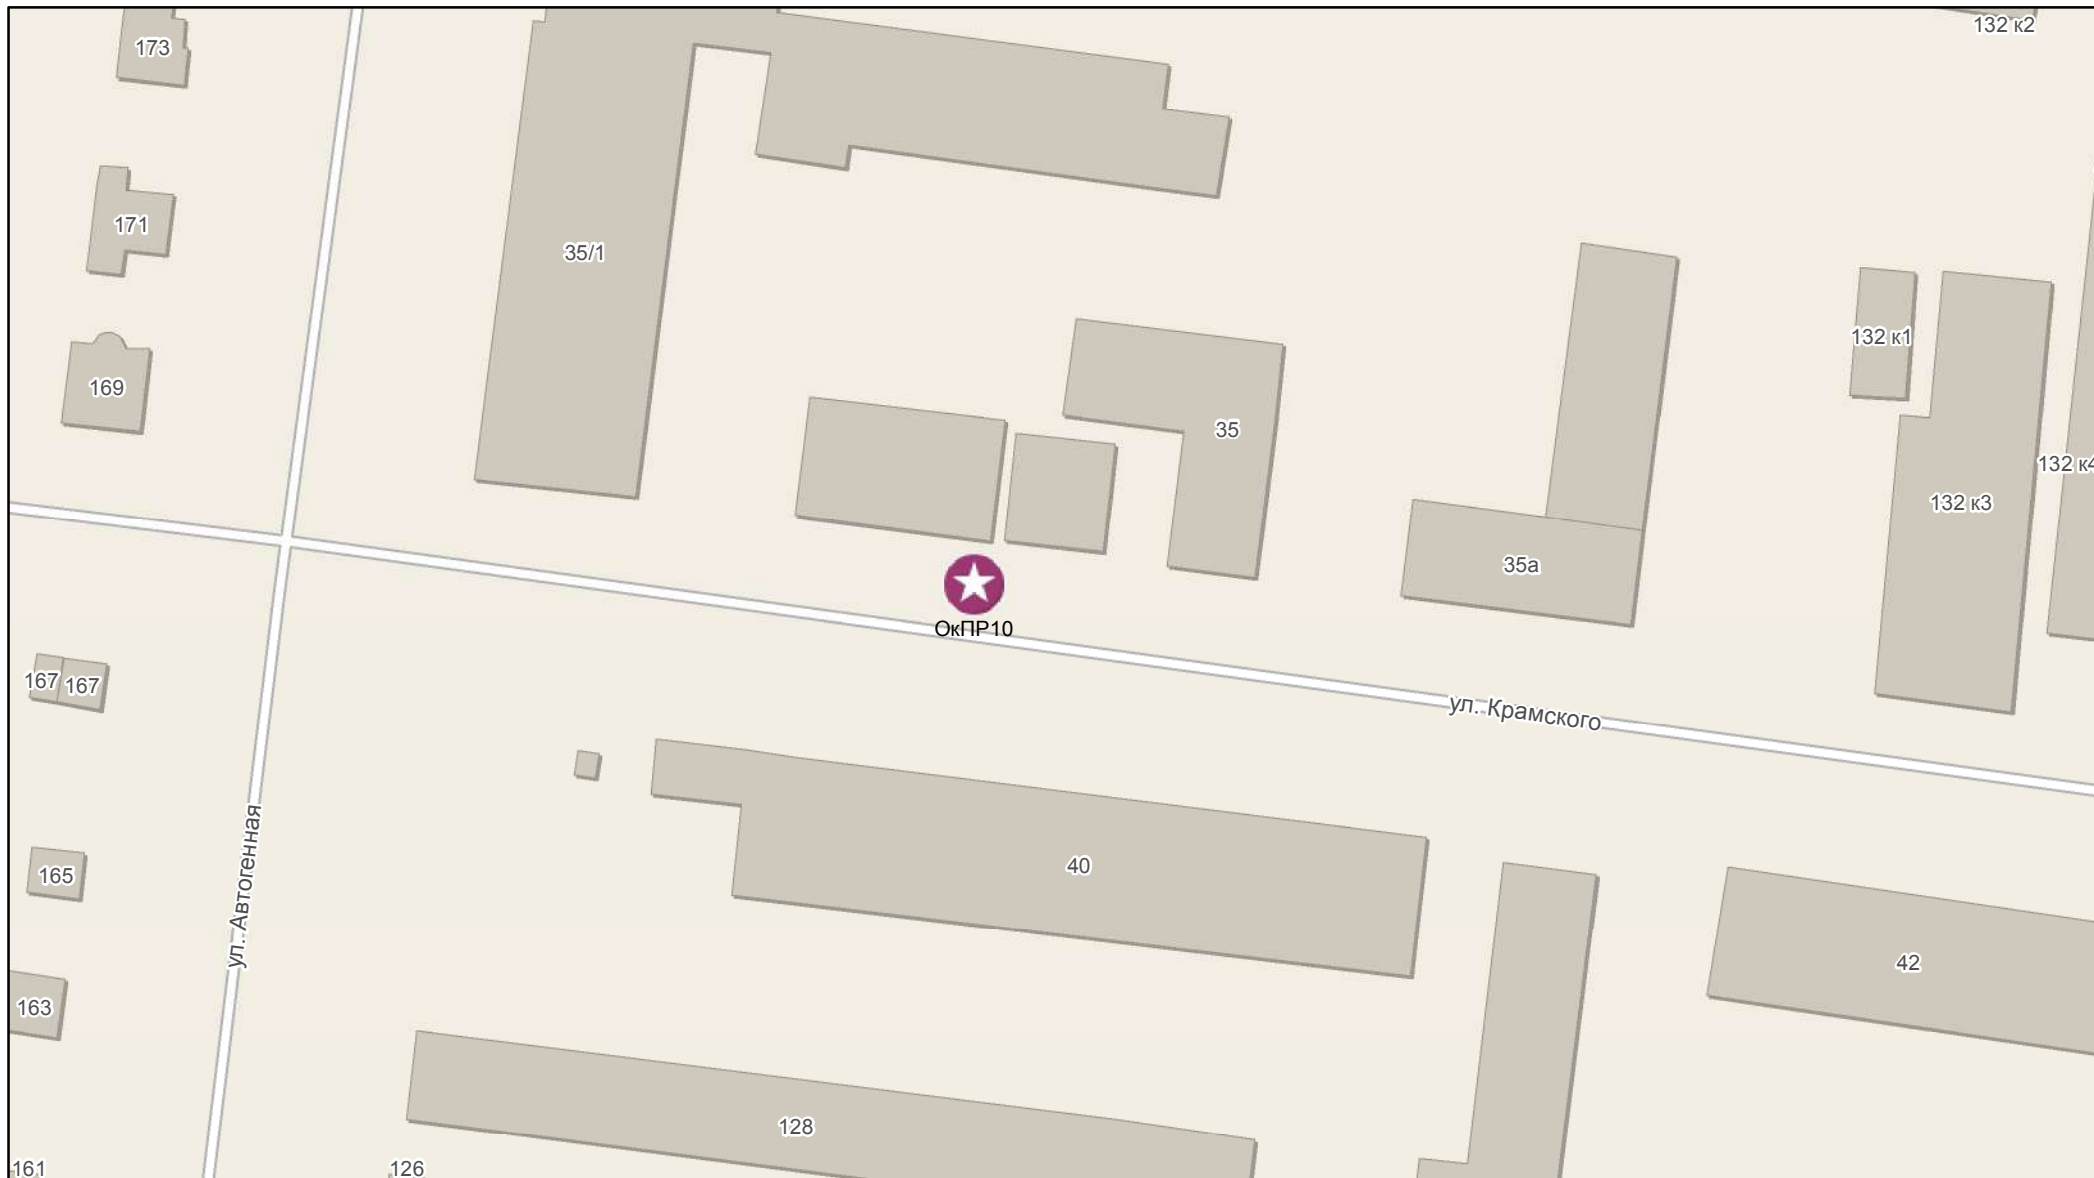 132 к2
173
171
35/1
132 к1
169
35
132 к4
132 к3
35а
ОкПР10
167
167
ул. Крамского
ул. Автогенная
40
165
42
163
128
161
126